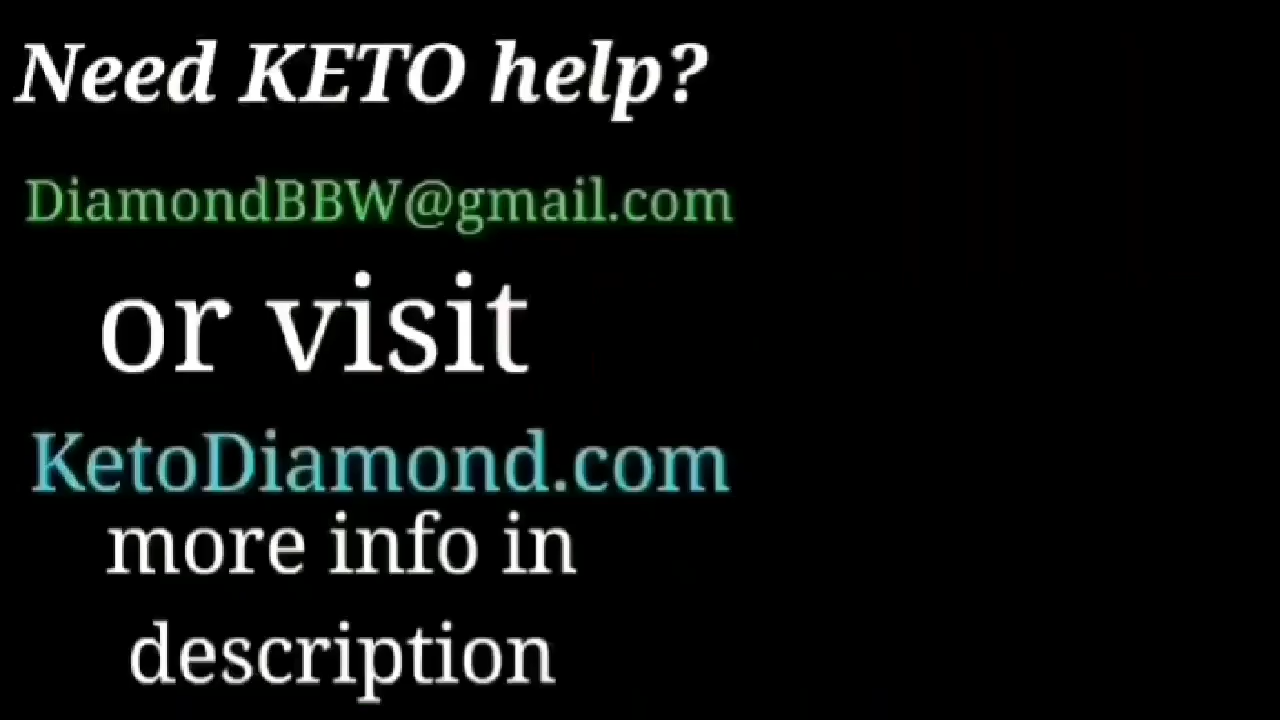 Need KETO help?
DiamondBBW@gmail.com
or visit
KetoDiamond.com
more info in
description